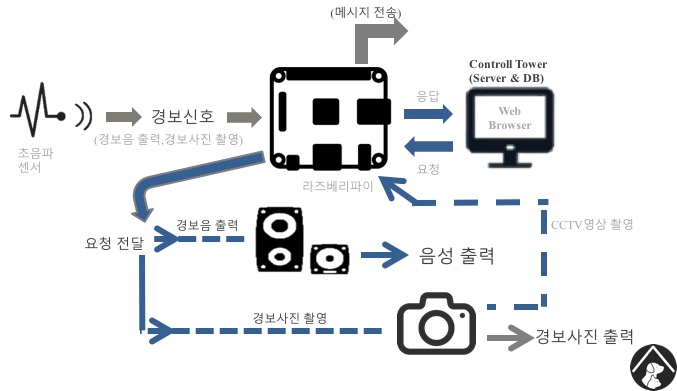 (메시지 전송)
Controll Tower
(Server & DB)
응답
Web
Browser
경보신호
(경보음 출력,경보사진 촬영)
초음파
센서
요청
라즈베리파이
경보음 출력
CCTV영상 촬영
요청 전달
음성 출력
경보사진 촬영
경보사진 출력